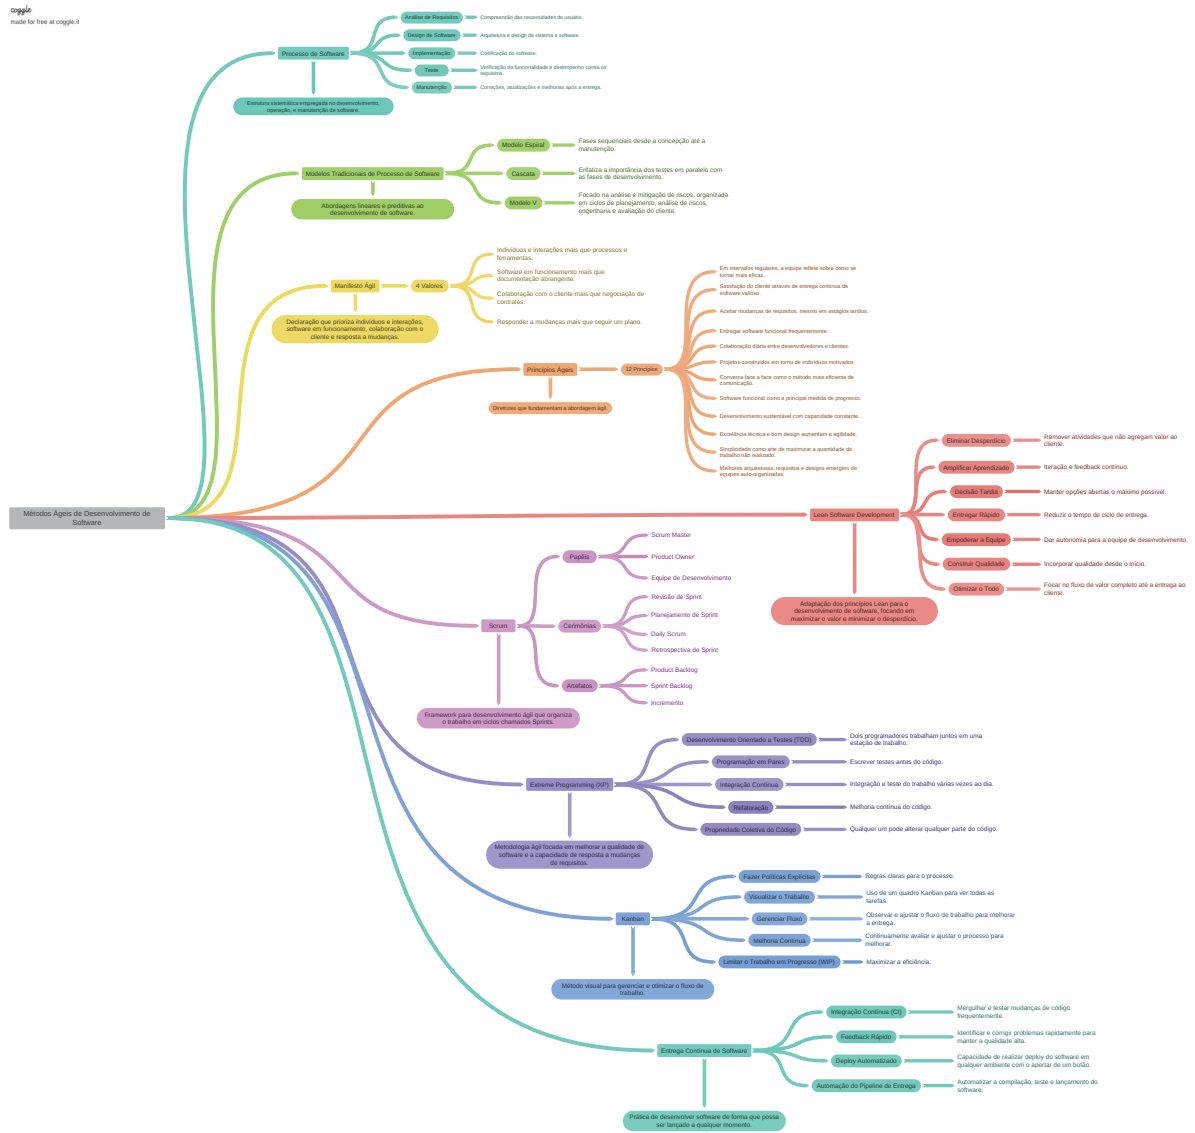 coggle
made for free at coggle.it
Métodos Ágeis de Desenvolvimento de
Software
Processo de Software
Estrutura sistemática empregada no desenvolvimento,
operação, e manutenção de software.
Análise de Requisitos
Compreensão das necessidades do usuário.
Design de Software
Arquitetura e design do sistema e software.
Implementação
Codificação do software.
Teste
Verificação da funcionalidade e desempenho contra os
requisitos.
Manutenção
Correções, atualizações e melhorias após a entrega.
Modelos Tradicionais de Processo de Software
Abordagens lineares e preditivas ao
desenvolvimento de software.
Modelo Espiral
Fases sequenciais desde a concepção até a
manutenção.
Cascata
Enfatiza a importância dos testes em paralelo com
as fases de desenvolvimento.
Modelo V
Focado na análise e mitigação de riscos, organizada
em ciclos de planejamento, análise de riscos,
engenharia e avaliação do cliente.
Manifesto Ágil
Declaração que prioriza indivíduos e interações,
software em funcionamento, colaboração com o
cliente e resposta a mudanças.
4 Valores
Indivíduos e interações mais que processos e
ferramentas.
Software em funcionamento mais que
documentação abrangente.
Colaboração com o cliente mais que negociação de
contratos.
Responder a mudanças mais que seguir um plano.
Princípios Ágeis
Diretrizes que fundamentam a abordagem ágil.
12 Princípios
Em intervalos regulares, a equipe reflete sobre como se
tornar mais eficaz.
Satisfação do cliente através de entrega contínua de
software valioso.
Aceitar mudanças de requisitos, mesmo em estágios tardios.
Entregar software funcional frequentemente.
Colaboração diária entre desenvolvedores e clientes.
Projetos construídos em torno de indivíduos motivados.
Conversa face a face como o método mais eficiente de
comunicação.
Software funcional como a principal medida de progresso.
Desenvolvimento sustentável com capacidade constante.
Excelência técnica e bom design aumentam a agilidade.
Simplicidade como arte de maximizar a quantidade de
trabalho não realizado.
Melhores arquiteturas, requisitos e designs emergem de
equipes auto-organizadas.
Lean Software Development
Adaptação dos princípios Lean para o
desenvolvimento de software, focando em
maximizar o valor e minimizar o desperdício.
Eliminar Desperdício
Remover atividades que não agregam valor ao
cliente.
Amplificar Aprendizado
Iteração e feedback contínuo.
Decisão Tardia
Manter opções abertas o máximo possível.
Entregar Rápido
Reduzir o tempo de ciclo de entrega.
Empoderar a Equipe
Dar autonomia para a equipe de desenvolvimento.
Construir Qualidade
Incorporar qualidade desde o início.
Otimizar o Todo
Focar no fluxo de valor completo até a entrega ao
cliente.
Scrum
Framework para desenvolvimento ágil que organiza
o trabalho em ciclos chamados Sprints.
Papéis
Scrum Master
Product Owner
Equipe de Desenvolvimento
Cerimônias
Revisão de Sprint
Planejamento de Sprint
Daily Scrum
Retrospectiva de Sprint
Artefatos
Product Backlog
Sprint Backlog
Incremento
Extreme Programming (XP)
Metodologia ágil focada em melhorar a qualidade de
software e a capacidade de resposta a mudanças
de requisitos.
Desenvolvimento Orientado a Testes (TDD)
Dois programadores trabalham juntos em uma
estação de trabalho.
Programação em Pares
Escrever testes antes do código.
Integração Contínua
Integração e teste do trabalho várias vezes ao dia.
Refatoração
Melhoria contínua do código.
Propriedade Coletiva do Código
Qualquer um pode alterar qualquer parte do código.
Kanban
Método visual para gerenciar e otimizar o fluxo de
trabalho.
Fazer Políticas Explícitas
Regras claras para o processo.
Visualizar o Trabalho
Uso de um quadro Kanban para ver todas as
tarefas.
Gerenciar Fluxo
Observar e ajustar o fluxo de trabalho para melhorar
a entrega.
Melhoria Contínua
Continuamente avaliar e ajustar o processo para
melhorar.
Limitar o Trabalho em Progresso (WIP)
Maximizar a eficiência.
Entrega Contínua de Software
Prática de desenvolver software de forma que possa
ser lançado a qualquer momento.
Integração Contínua (CI)
Mergulhar e testar mudanças de código
frequentemente.
Feedback Rápido
Identificar e corrigir problemas rapidamente para
manter a qualidade alta.
Deploy Automatizado
Capacidade de realizar deploy do software em
qualquer ambiente com o apertar de um botão.
Automação do Pipeline de Entrega
Automatizar a compilação, teste e lançamento do
software.